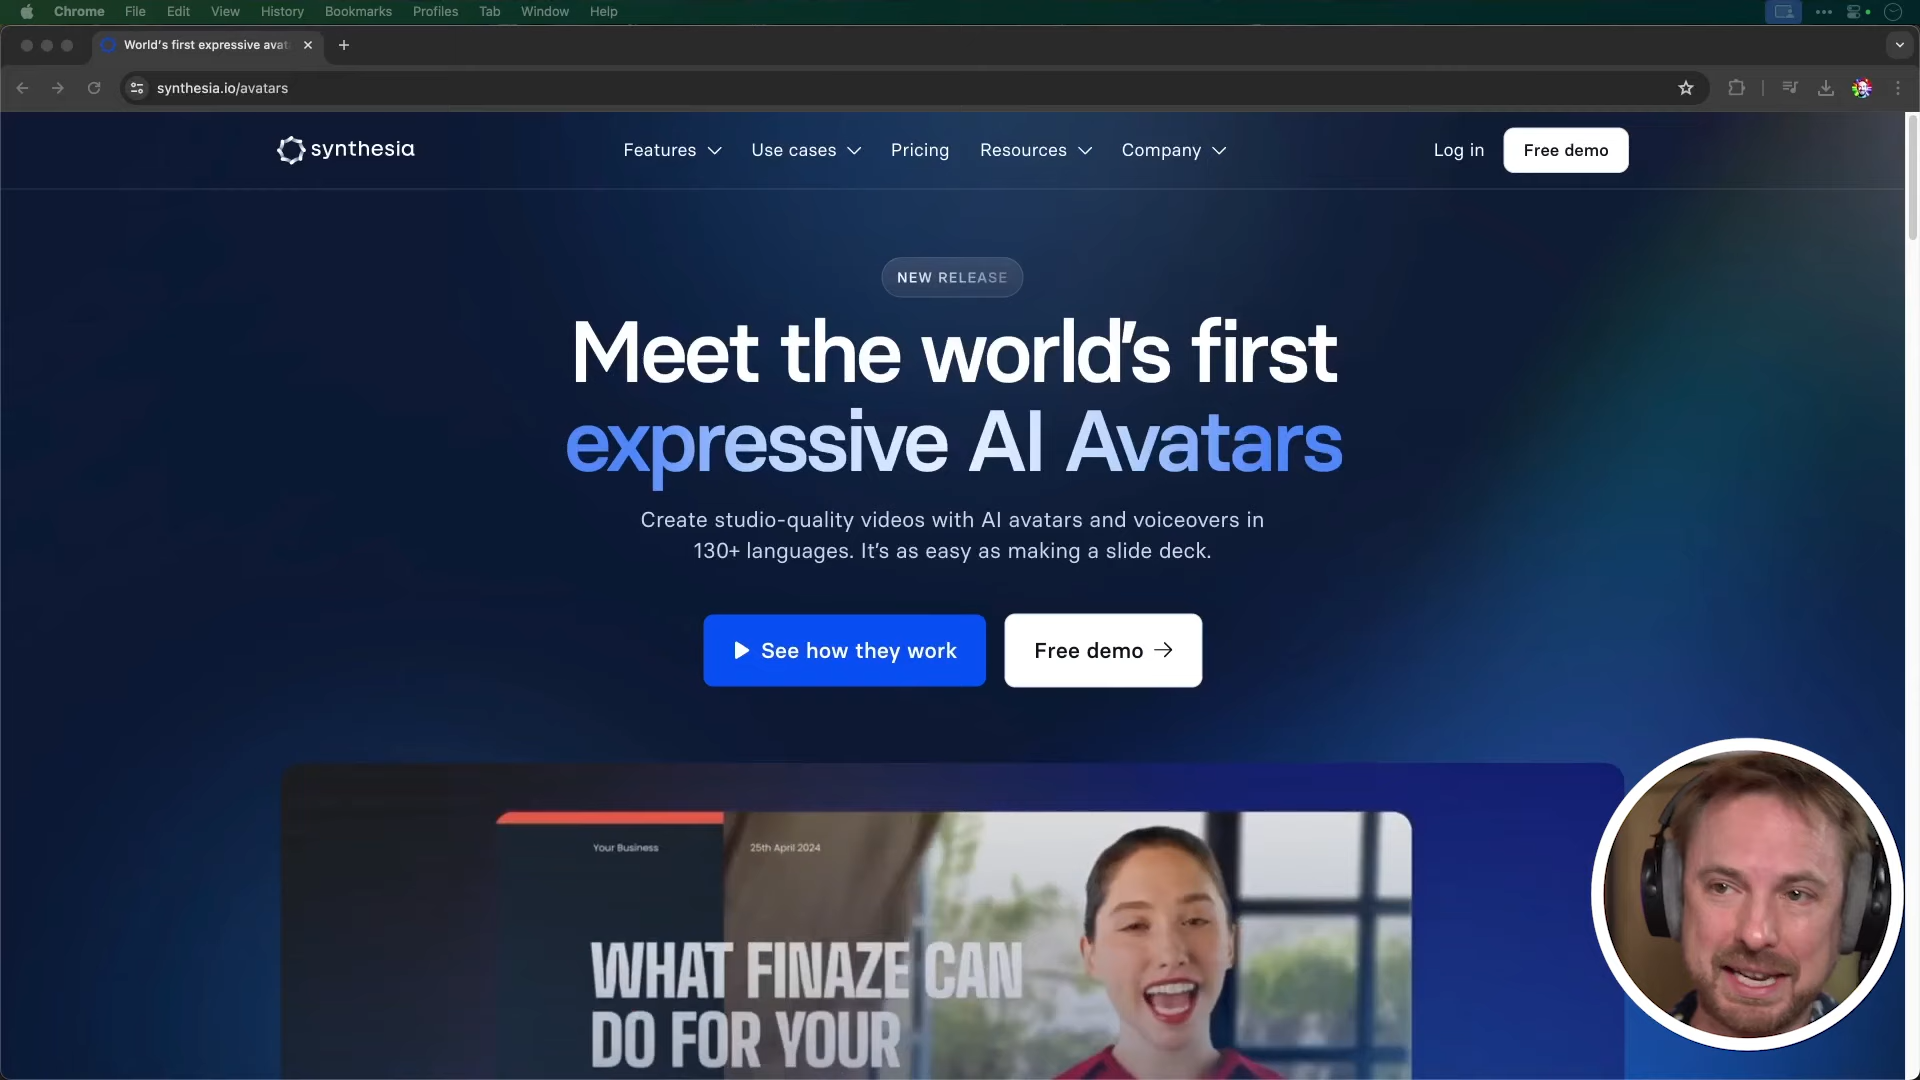 Chrome File Edit View History Bookmarks Profiles Tab Window Help
World's first expressive avat
synthesia.io/avatars
synthesia Features Use cases Pricing Resources Company Log in Free demo
NEW RELEASE
Meet the world's first
expressive AI Avatars
Create studio-quality videos with AI avatars and voiceovers in
130+ languages. It's as easy as making a slide deck.
See how they work Free demo
Your Business 25th April 2024
WHAT FINAZE CAN
DO FOR YOUR